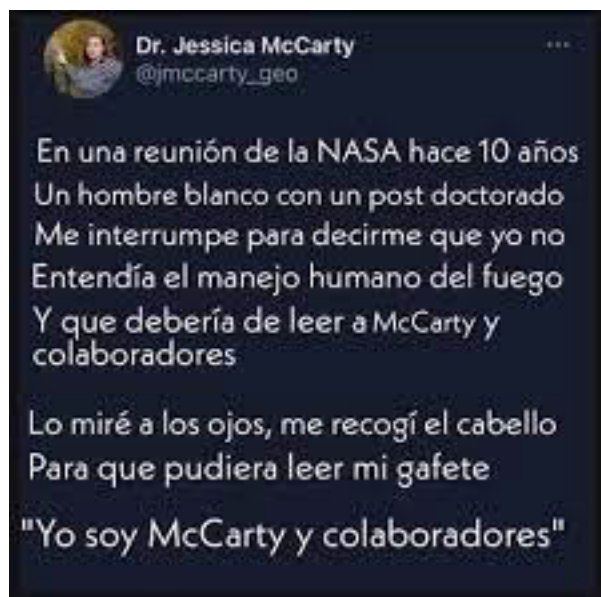 Dr. Jessica McCarty
@jmccarty_geo
En una reunión de la NASA hace 10 años
Un hombre blanco con un post doctorado
Me interrumpe para decirme que yo no
Entendía el manejo humano del fuego
Y que debería de leer a McCarty y
colaboradores
Lo miré a los ojos, me recogí el cabello
Para que pudiera leer mi gafete
"Yo soy McCarty y colaboradores"